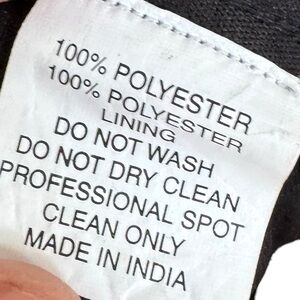 100% POLYESTER
100% POLYESTER
LINING
DO NOT WASH
DO NOT DRY CLEAN
PROFESSIONAL SPOT
CLEAN ONLY
MADE IN INDIA